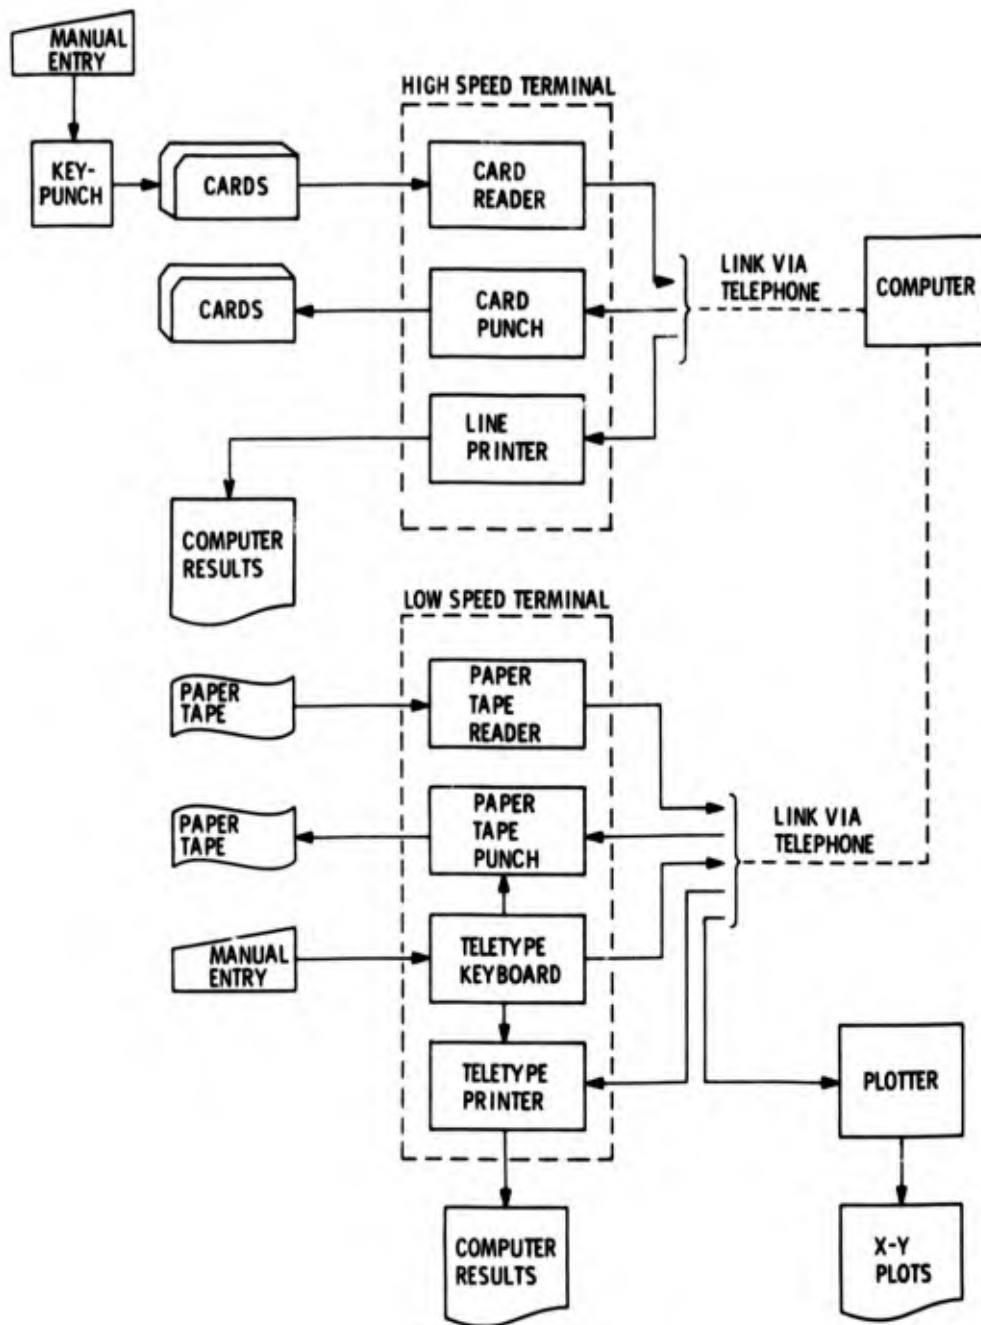 MANUAL
ENTRY
HIGH SPEED TERMINAL
KEY-
PUNCH
CARDS
CARD
READER
LINK VIA
TELEPHONE
COMPUTER
CARDS
CARD
PUNCH
LINE
PRINTER
COMPUTER
RESULTS
LOW SPEED TERMINAL
PAPER
TAPE
PAPER
TAPE
READER
PAPER
TAPE
PAPER
TAPE
PUNCH
LINK VIA
TELEPHONE
MANUAL
ENTRY
TELETYPE
KEYBOARD
TELETYPE
PRINTER
PLOTTER
COMPUTER
RESULTS
X-Y
PLOTS